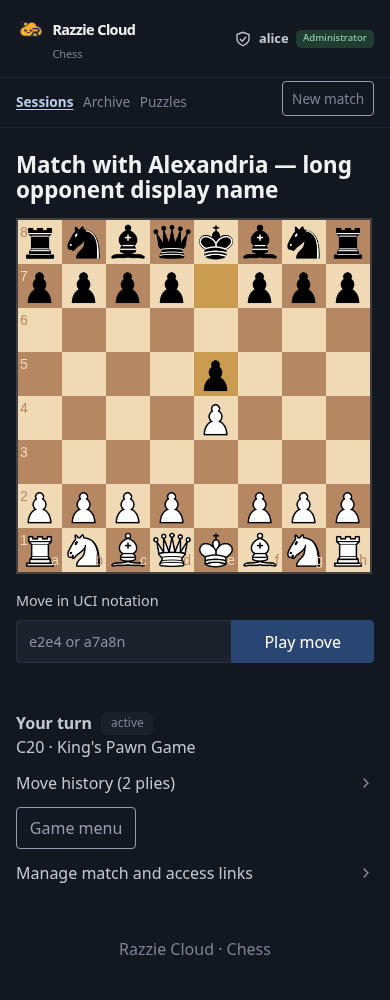 Razzie Cloud
Chess
alice
Administrator
Sessions Archive Puzzles
New match
Match with Alexandria — long
opponent display name
8
7
6
5
4
3
2
1
a b c d e f g h
Move in UCI notation
e2e4 or a7a8n
Play move
Your turn active
C20 · King's Pawn Game
Move history (2 plies)
Game menu
Manage match and access links
Razzie Cloud · Chess